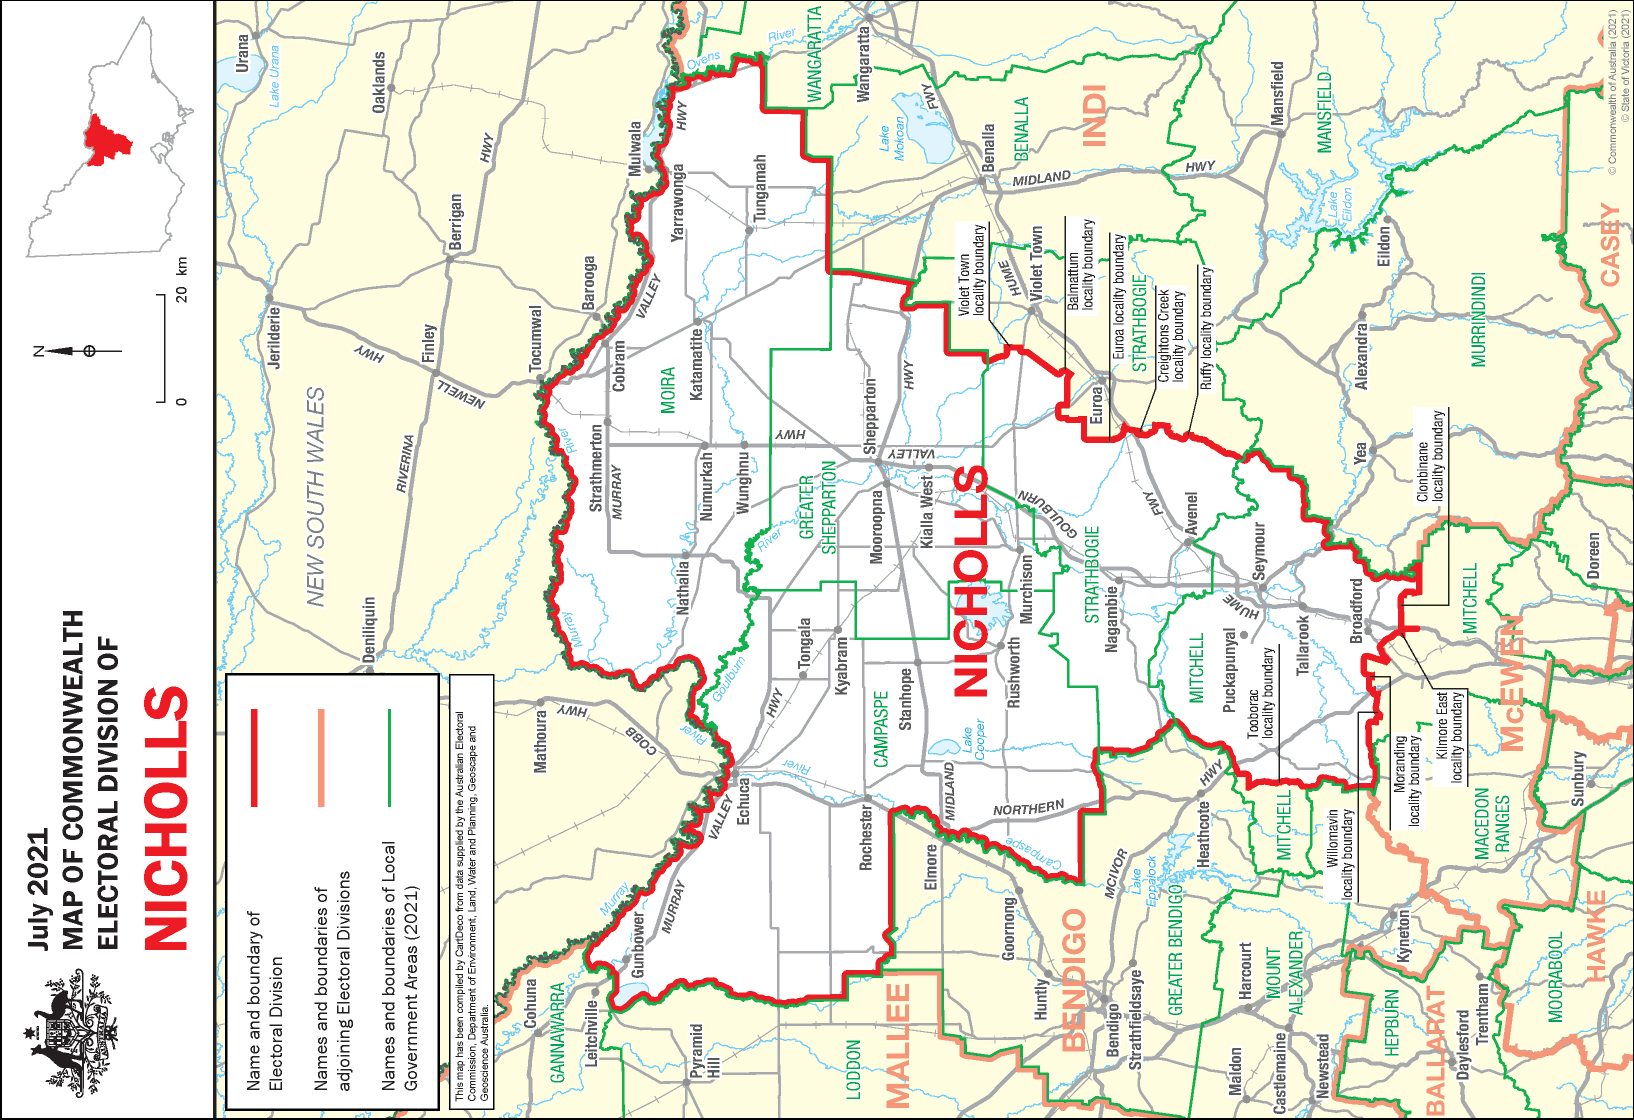 July 2021
MAP OF COMMONWEALTH
ELECTORAL DIVISION OF
NICHOLLS
N
0
20
km
Name and boundary of
Electoral Division
Names and boundaries of
adjoining Electoral Divisions
Names and boundaries of Local
Government Areas (2021)
This map has been compiled by CartDeco from data supplied by the Australian Electoral
Commission, Department of Environment, Land, Water and Planning, Geoscape and
Geoscience Australia.
NEW SOUTH WALES
Urana
Lake Urana
Oaklands
Jerilderie
Berrigan
Finley
HWY
HWY
NEWELL
RIVERINA
Deniliquin
Mathoura
HWY
COBB
Tocumwal
Barooga
Mulwala
Ovens
River
WANGARATTA
Wangaratta
HWY
Yarrawonga
Tungamah
VALLEY
Cobram
Katamatite
MOIRA
Strathmerton
MURRAY
Numurkah
Wunghnu
HWY
Nathalia
River
Murray
River
Goulburn
River
GREATER
SHEPPARTON
Shepparton
HWY
VALLEY
Mooroopna
Kialla West
NICHOLLS
Murchison
GOULBURN
Tongala
Kyabram
HWY
Stanhope
Rushworth
CAMPASPE
Lake
Cooper
River
Echuca
VALLEY
MURRAY
Murray
Gunbower
Rochester
MIDLAND
NORTHERN
Elmore
Campaspe
Cohuna
GANNAWARRA
Leitchville
Pyramid
Hill
LODDON
MALLEE
BENDIGO
Goornong
Huntly
Bendigo
Strathfieldsaye
MCIVOR
HWY
Lake
Eppalock
Heathcote
GREATER BENDIGO
Harcourt
MOUNT
ALEXANDER
Maldon
Castlemaine
Newstead
HEPBURN
BALLARAT
Daylesford
Trentham
Kyneton
MOORABOOL
HAWKE
MACEDON
RANGES
Sunbury
McEWEN
MITCHELL
MITCHELL
MITCHELL
Doreen
Lake
Mokoan
FWY
BENALLA
Benalla
INDI
MIDLAND
HWY
Mansfield
MANSFIELD
Lake
Eildon
Eildon
CASEY
MURRINDINDI
Alexandra
Yea
Violet Town
locality boundary
HUME
Violet Town
Balmattum
locality boundary
Euroa locality boundary
STRATHBOGIE
Creightons Creek
locality boundary
Ruffy locality boundary
Euroa
FWY
Avenel
STRATHBOGIE
Nagambie
Seymour
HUME
Puckapunyal
Tallarook
Broadford
Tooborac
locality boundary
Clonbinane
locality boundary
Willowmavin
locality boundary
Moranding
locality boundary
Kilmore East
locality boundary
© Commonwealth of Australia (2021)
© State of Victoria (2021)